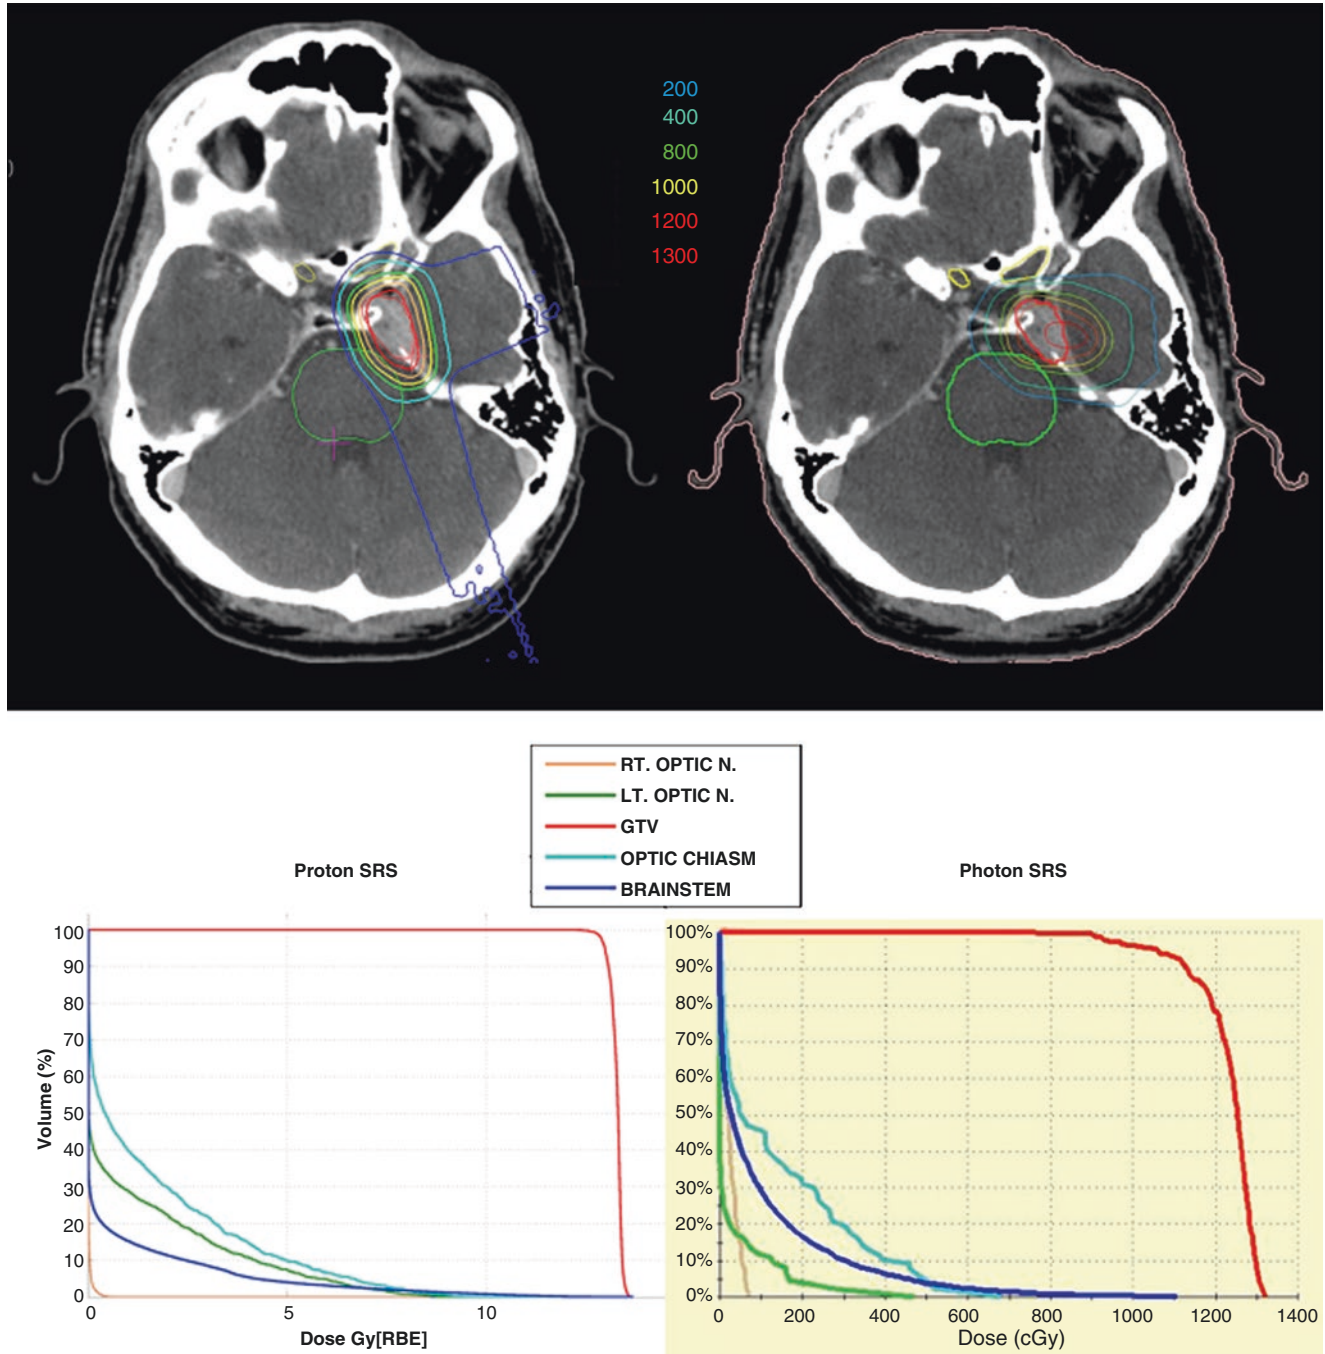 200
400
800
1000
1200
1300
RT. OPTIC N.
LT. OPTIC N.
GTV
OPTIC CHIASM
BRAINSTEM
Proton SRS
Photon SRS
Volume (%)
100
90
80
70
60
50
40
30
20
10
0
0 5 10
Dose Gy[RBE]
100%
90%
80%
70%
60%
50%
40%
30%
20%
10%
0%
0 200 400 600 800 1000 1200 1400
Dose (cGy)